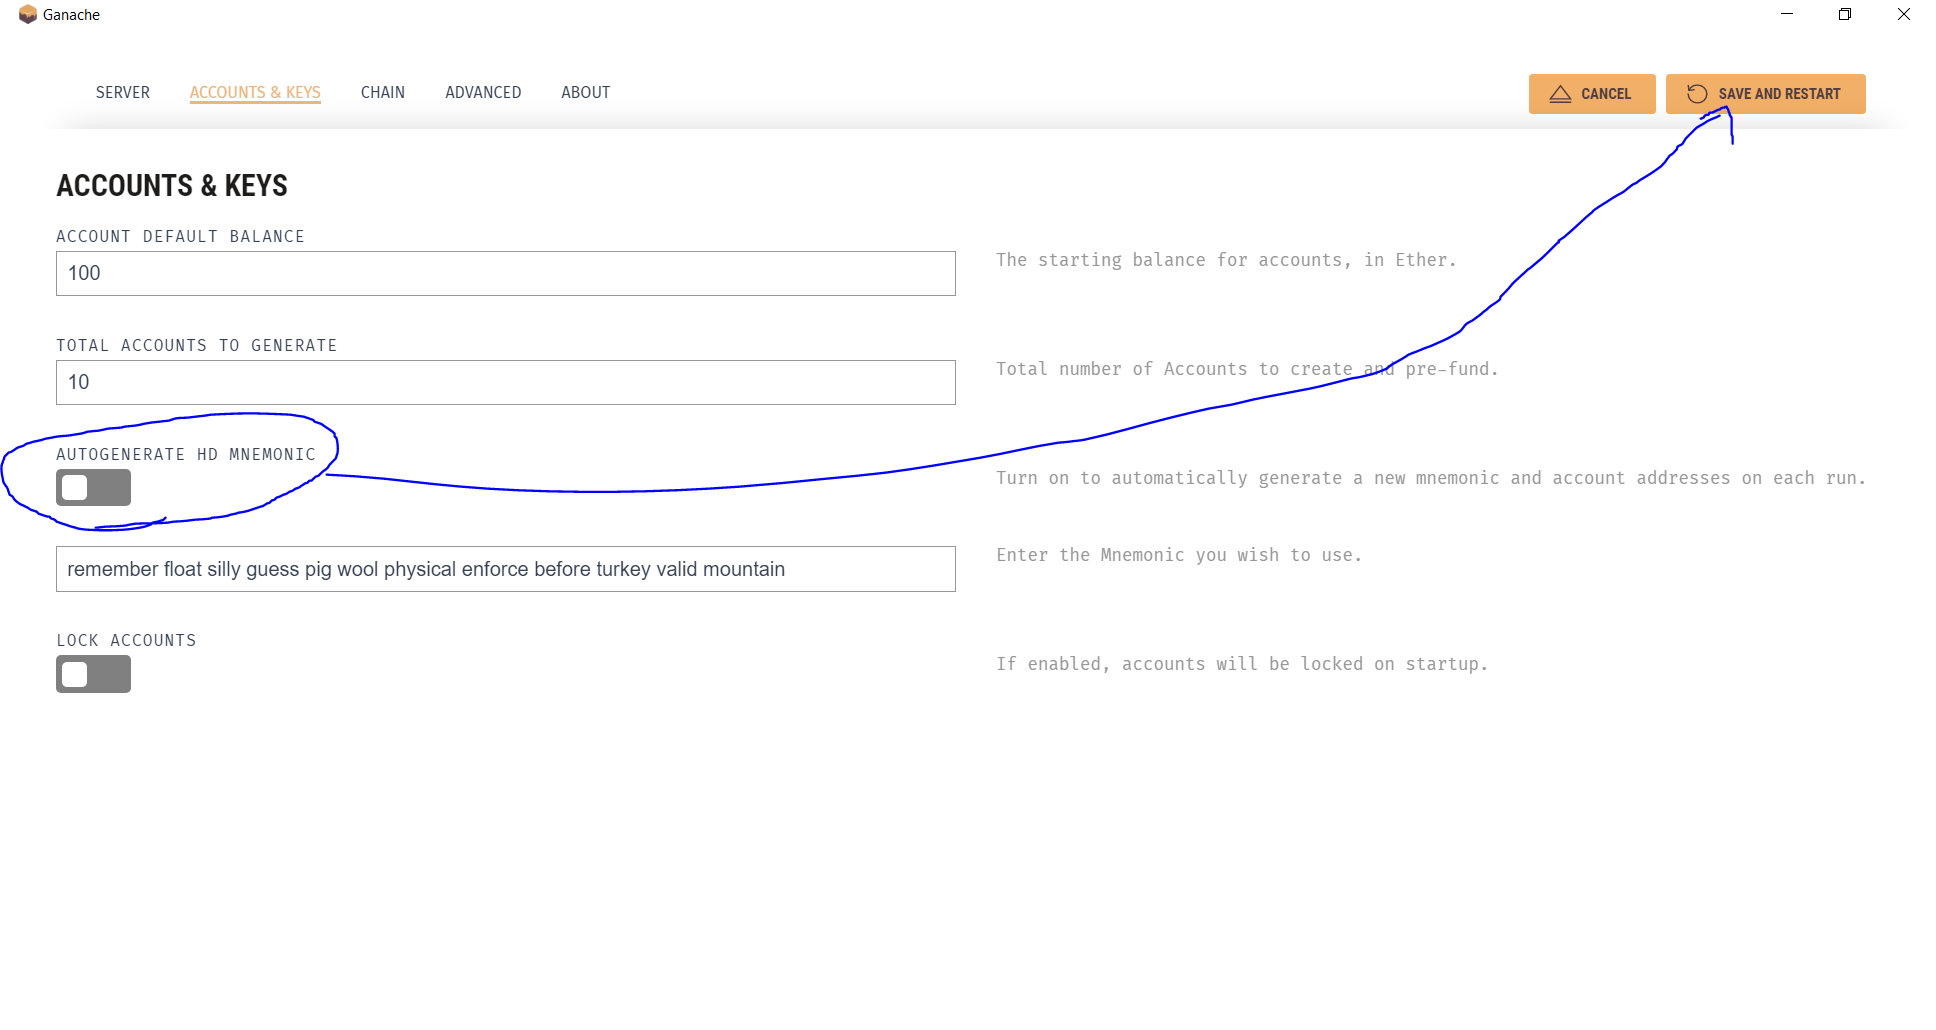 Ganache
SERVER ACCOUNTS & KEYS CHAIN ADVANCED ABOUT CANCEL SAVE AND RESTART
ACCOUNTS & KEYS
ACCOUNT DEFAULT BALANCE
100
The starting balance for accounts, in Ether.
TOTAL ACCOUNTS TO GENERATE
10
Total number of Accounts to create and pre-fund.
AUTOGENERATE HD MNEMONIC
Turn on to automatically generate a new mnemonic and account addresses on each run.
remember float silly guess pig wool physical enforce before turkey valid mountain
Enter the Mnemonic you wish to use.
LOCK ACCOUNTS
If enabled, accounts will be locked on startup.